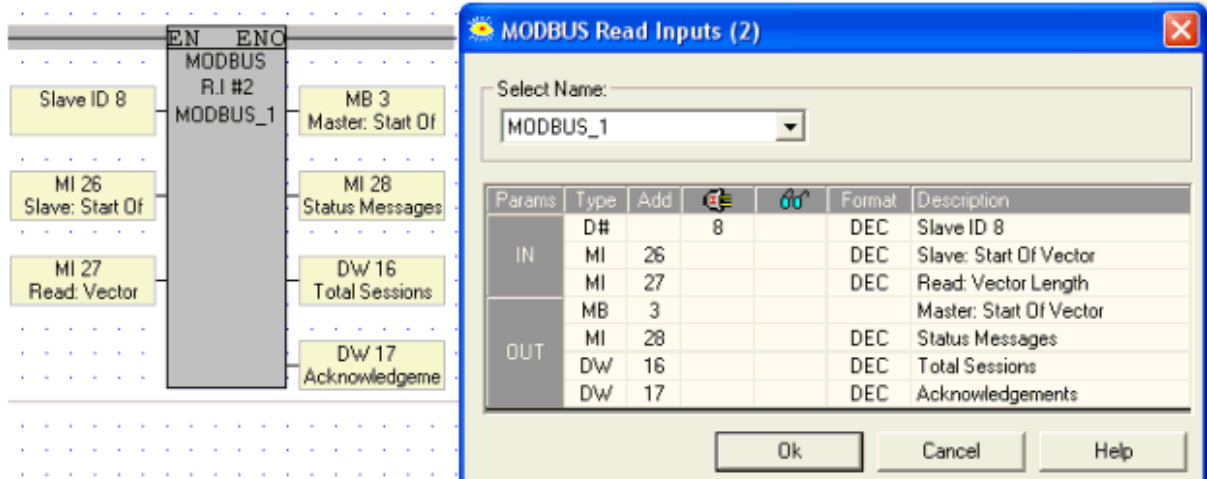 EN ENO
MODBUS
R.I #2
MODBUS_1
Slave ID 8
MB 3
Master: Start Of
MI 26
Slave: Start Of
MI 28
Status Messages
MI 27
Read: Vector
DW 16
Total Sessions
DW 17
Acknowledgeme
MODBUS Read Inputs (2)
Select Name:
MODBUS_1
Params Type Add Format Description
IN
D# 8 DEC Slave ID 8
MI 26 DEC Slave: Start Of Vector
MI 27 DEC Read: Vector Length
OUT
MB 3 Master: Start Of Vector
MI 28 DEC Status Messages
DW 16 DEC Total Sessions
DW 17 DEC Acknowledgements
Ok Cancel Help